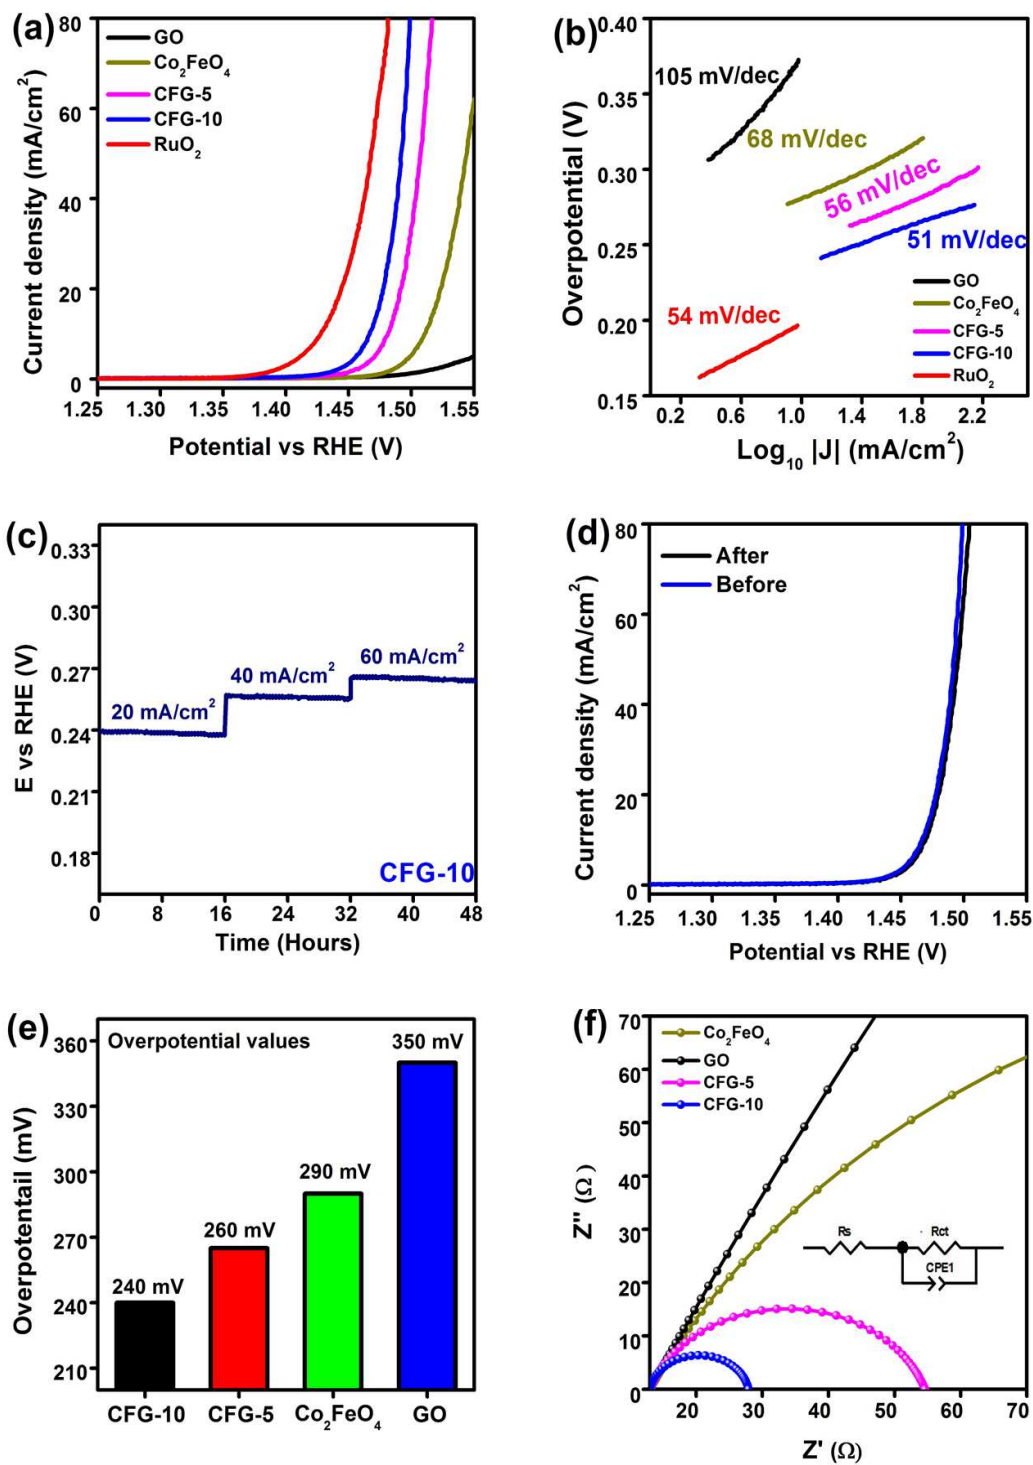 (a)
80
60
40
20
0
Current density (mA/cm²)
GO
Co₂FeO₄
CFG-5
CFG-10
RuO₂
1.25 1.30 1.35 1.40 1.45 1.50 1.55
Potential vs RHE (V)
(b)
0.40
0.35
0.30
0.25
0.20
0.15
Overpotential (V)
105 mV/dec
68 mV/dec
56 mV/dec
51 mV/dec
54 mV/dec
GO
Co₂FeO₄
CFG-5
CFG-10
RuO₂
0.2 0.6 1.0 1.4 1.8 2.2
Log₁₀ |J| (mA/cm²)
(c)
0.33
0.30
0.27
0.24
0.21
0.18
E vs RHE (V)
20 mA/cm²
40 mA/cm²
60 mA/cm²
CFG-10
0 8 16 24 32 40 48
Time (Hours)
(d)
80
60
40
20
0
Current density (mA/cm²)
After
Before
1.25 1.30 1.35 1.40 1.45 1.50 1.55
Potential vs RHE (V)
(e)
360
330
300
270
240
210
Overpotentail (mV)
Overpotential values
240 mV
260 mV
290 mV
350 mV
CFG-10 CFG-5 Co₂FeO₄ GO
(f)
70
60
50
40
30
20
10
0
Z'' (Ω)
Co₂FeO₄
GO
CFG-5
CFG-10
Rs
Rct
CPE1
20 30 40 50 60 70
Z' (Ω)